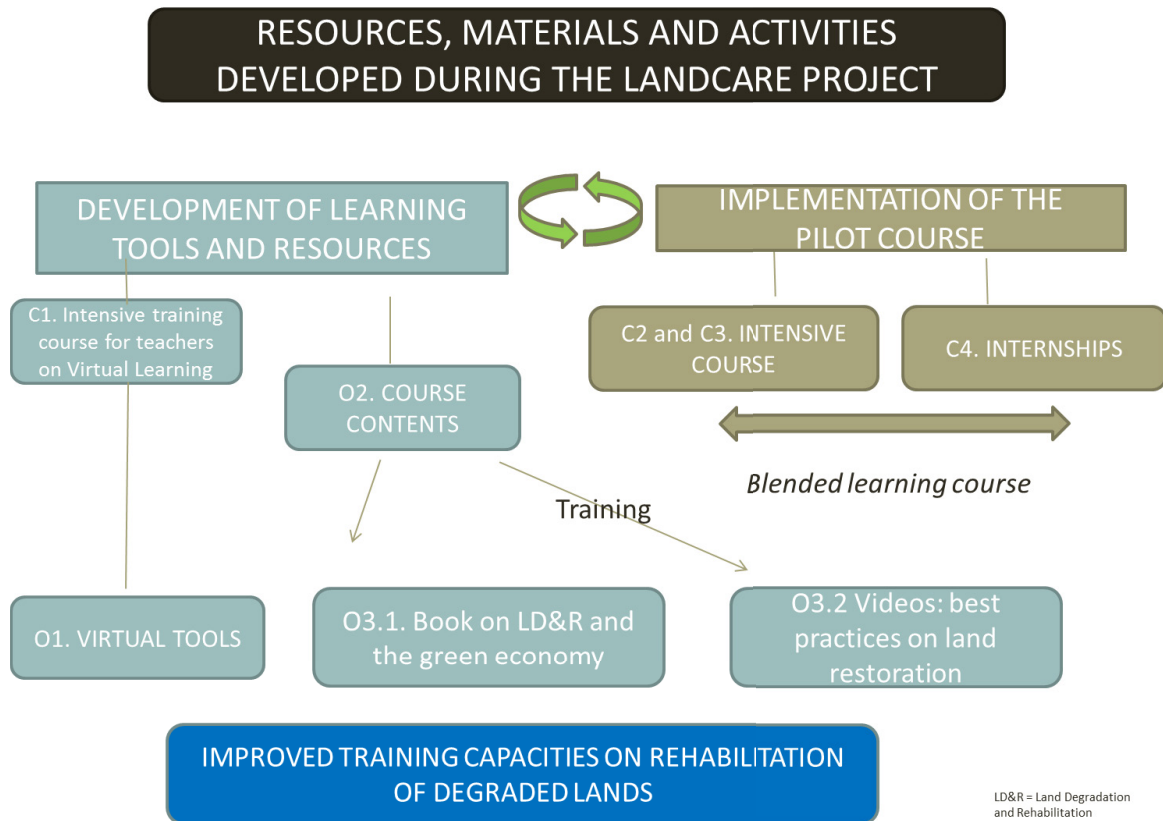 RESOURCES, MATERIALS AND ACTIVITIES
DEVELOPED DURING THE LANDCARE PROJECT
DEVELOPMENT OF LEARNING
TOOLS AND RESOURCES
IMPLEMENTATION OF THE
PILOT COURSE
C1. Intensive training
course for teachers
on Virtual Learning
C2 and C3. INTENSIVE
COURSE
C4. INTERNSHIPS
O2. COURSE
CONTENTS
Blended learning course
Training
O1. VIRTUAL TOOLS
O3.1. Book on LD&R and
the green economy
O3.2 Videos: best
practices on land
restoration
IMPROVED TRAINING CAPACITIES ON REHABILITATION
OF DEGRADED LANDS
LD&R = Land Degradation
and Rehabilitation